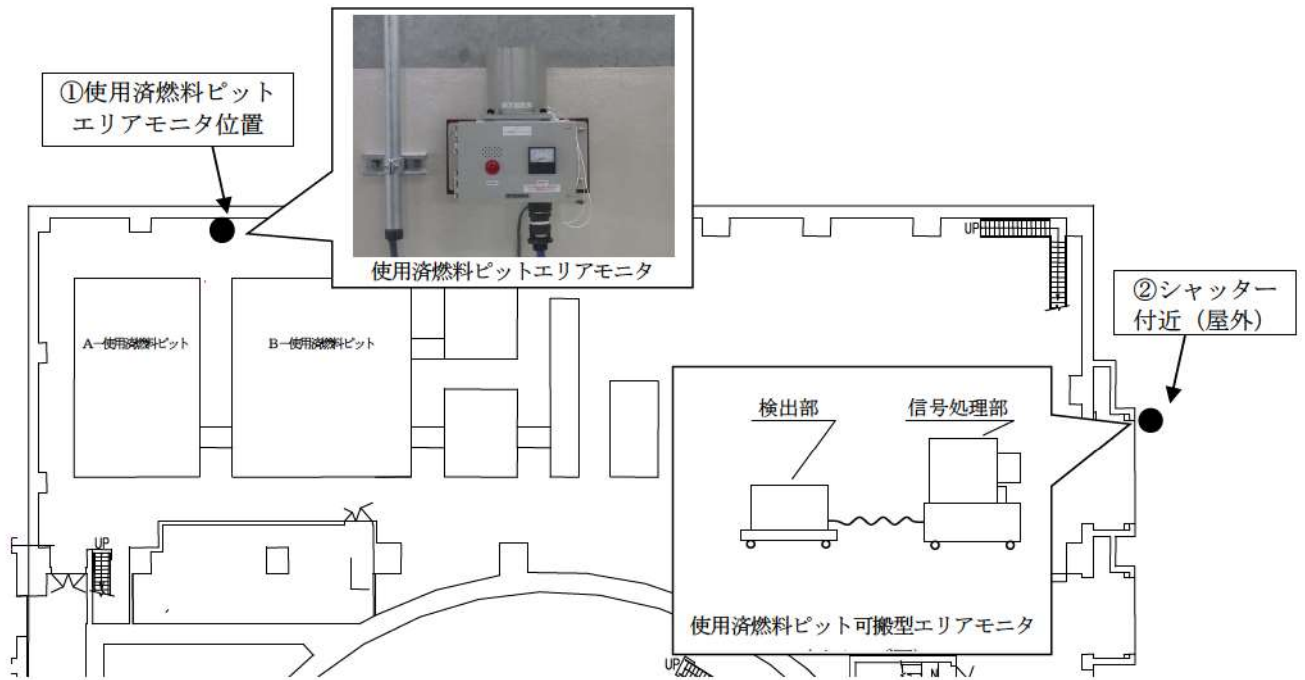 ①使用済燃料ピット
エリアモニタ位置
使用済燃料ピットエリアモニタ
UP
②シャッター
付近（屋外）
A－使用済燃料ピット
B－使用済燃料ピット
検出部
信号処理部
UP
使用済燃料ピット可搬型エリアモニタ
UP
N